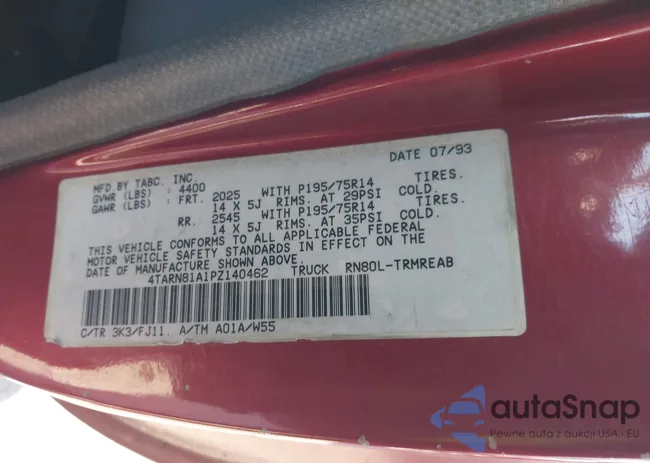 MFD.BY TABC. INC. DATE 07/93
GVWR (LBS) : 4400
GAWR (LBS) : FRT. 2025 WITH P195/75R14 TIRES.
14 X 5J RIMS. AT 29PSI COLD.
RR. 2545 WITH P195/75R14 TIRES.
14 X 5J RIMS. AT 35PSI COLD.
THIS VEHICLE CONFORMS TO ALL APPLICABLE FEDERAL
MOTOR VEHICLE SAFETY STANDARDS IN EFFECT ON THE
DATE OF MANUFACTURE SHOWN ABOVE.
4TARN81A1PZ140462 TRUCK RN80L-TRMREAB
C/TR 3K3/FJ11. A/TM A01A/W55
autaSnap
Pewne auta z aukcji USA i EU